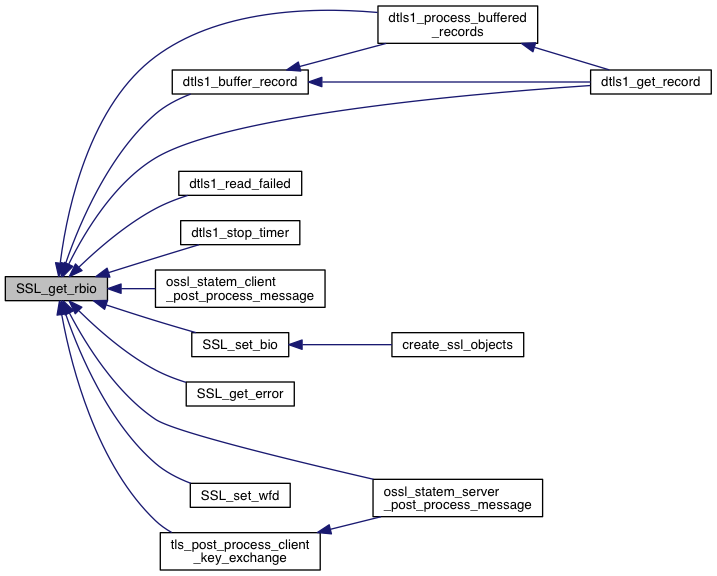 dtls1_process_buffered
_records
dtls1_buffer_record
dtls1_get_record
dtls1_read_failed
dtls1_stop_timer
SSL_get_rbio
ossl_statem_client
_post_process_message
SSL_set_bio
create_ssl_objects
SSL_get_error
SSL_set_wfd
ossl_statem_server
_post_process_message
tls_post_process_client
_key_exchange